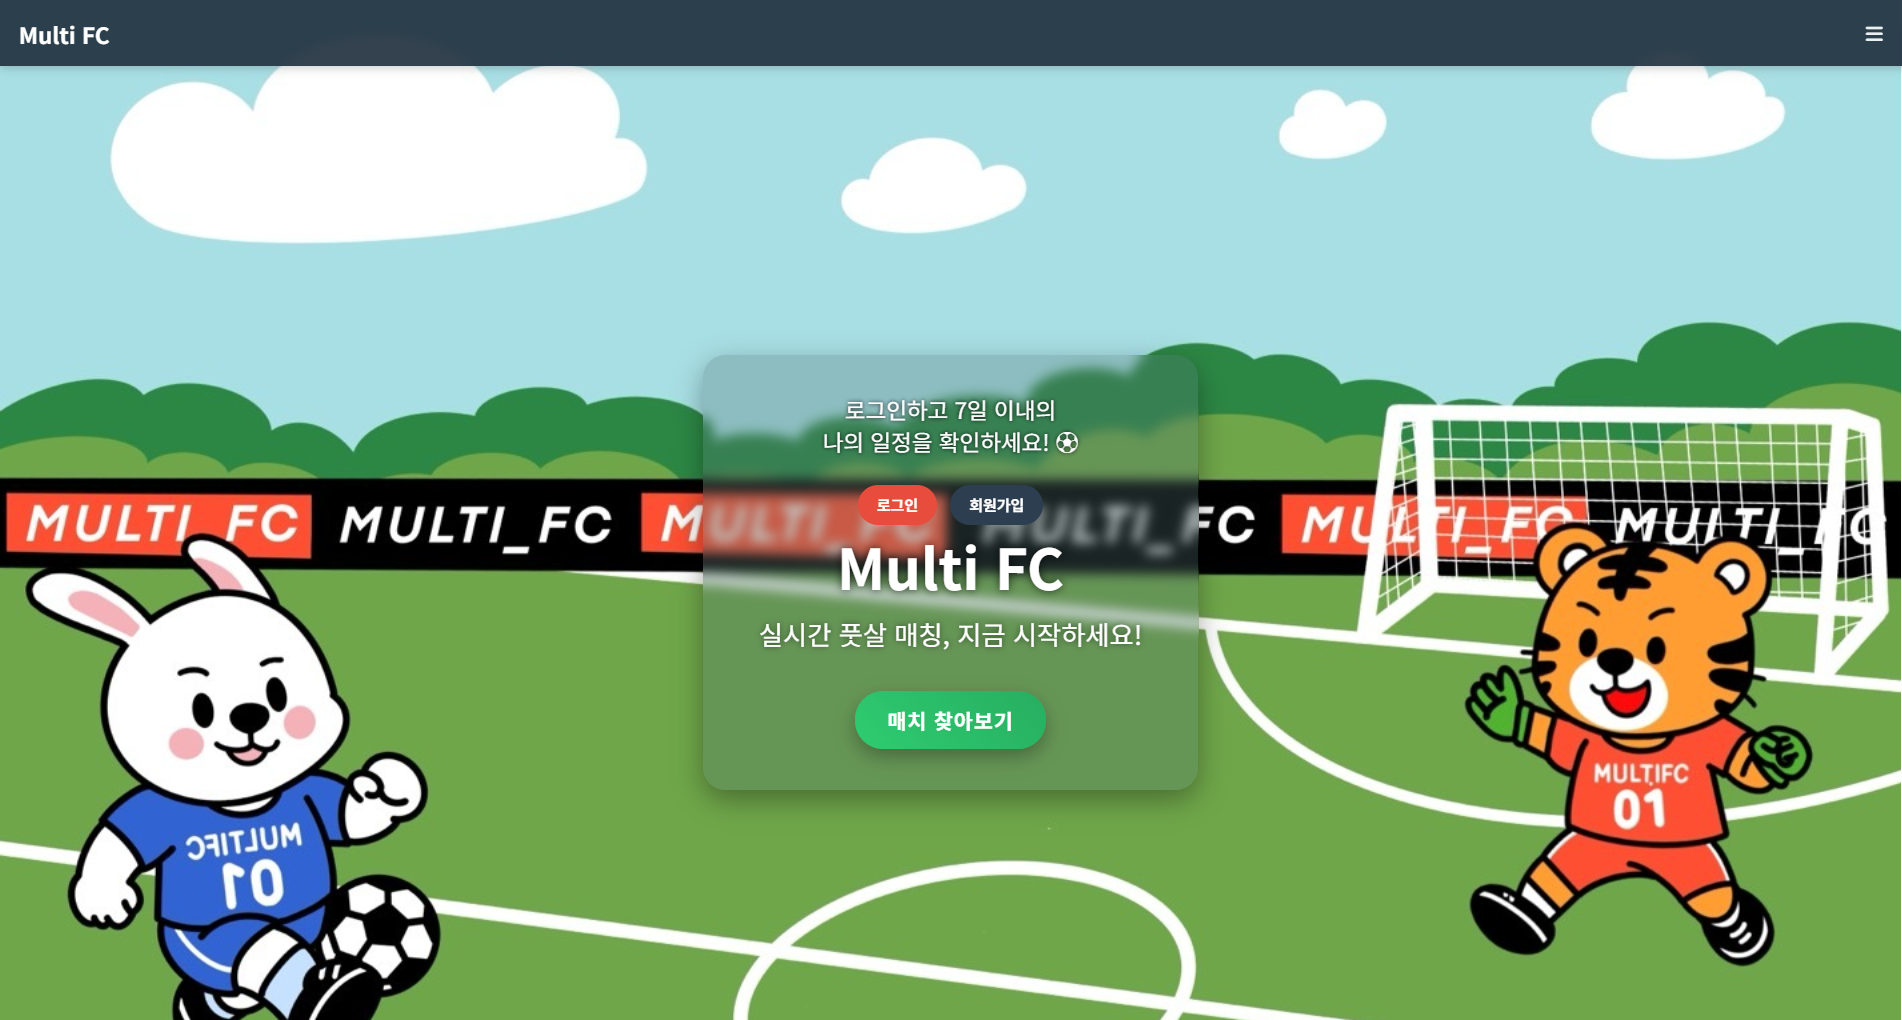 Multi FC
로그인하고 7일 이내의
나의 일정을 확인하세요! ⚽
MULTI_FC MULTI_FC MULTI_FC MULTI_FC MULTI_FC MULTI_FC
로그인 회원가입
Multi FC
실시간 풋살 매칭, 지금 시작하세요!
매치 찾아보기
MULTIFC
01
MULTIFC
01